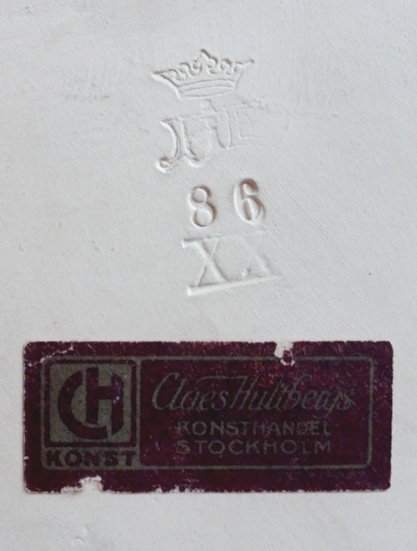 86
XX
CH
KONST
Claes Hultbergs
KONSTHANDEL
STOCKHOLM